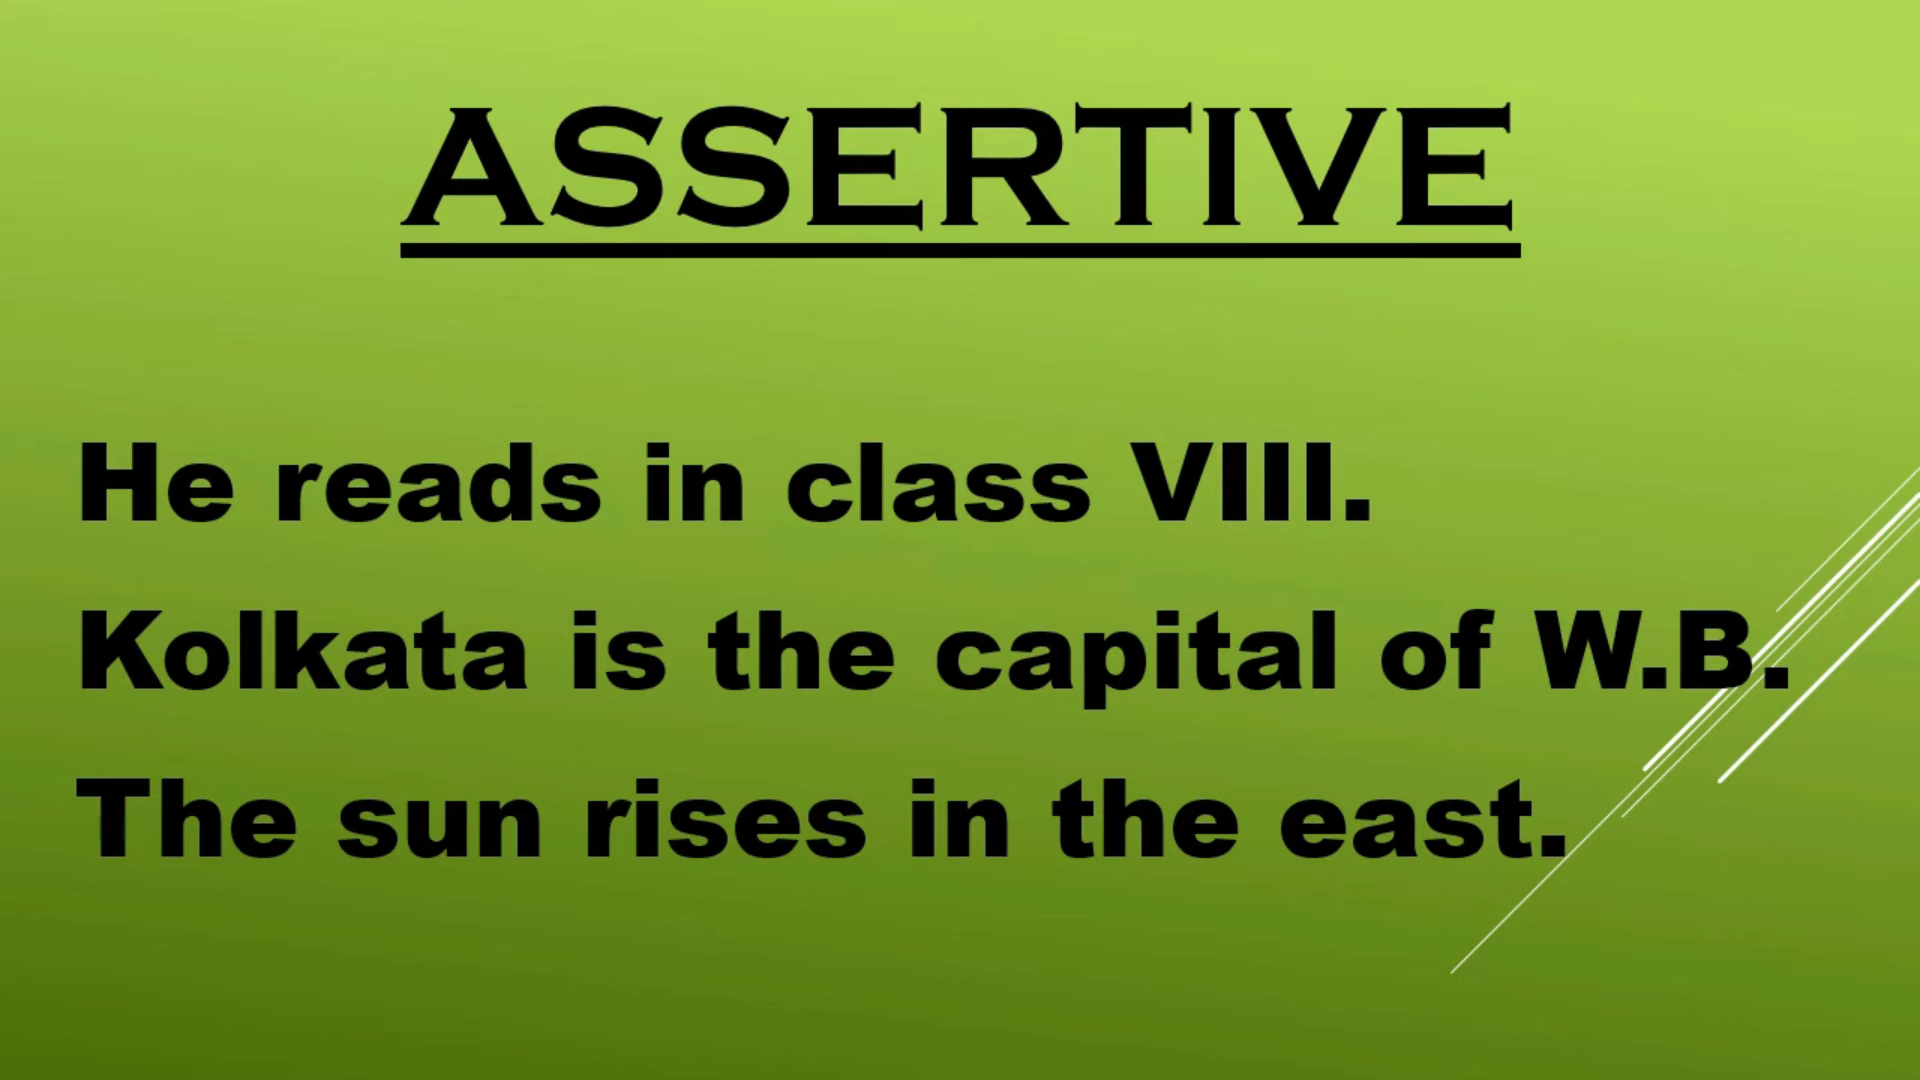 ASSERTIVE
He reads in class VIII.
Kolkata is the capital of W.B.
The sun rises in the east.